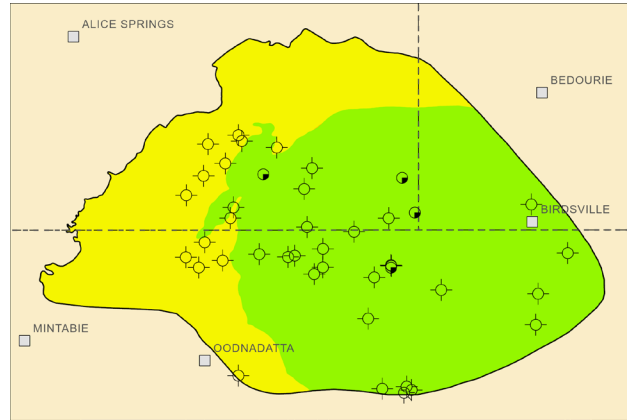 ALICE SPRINGS
BEDOURIE
BIRDSVILLE
MINTABIE
OODNADATTA